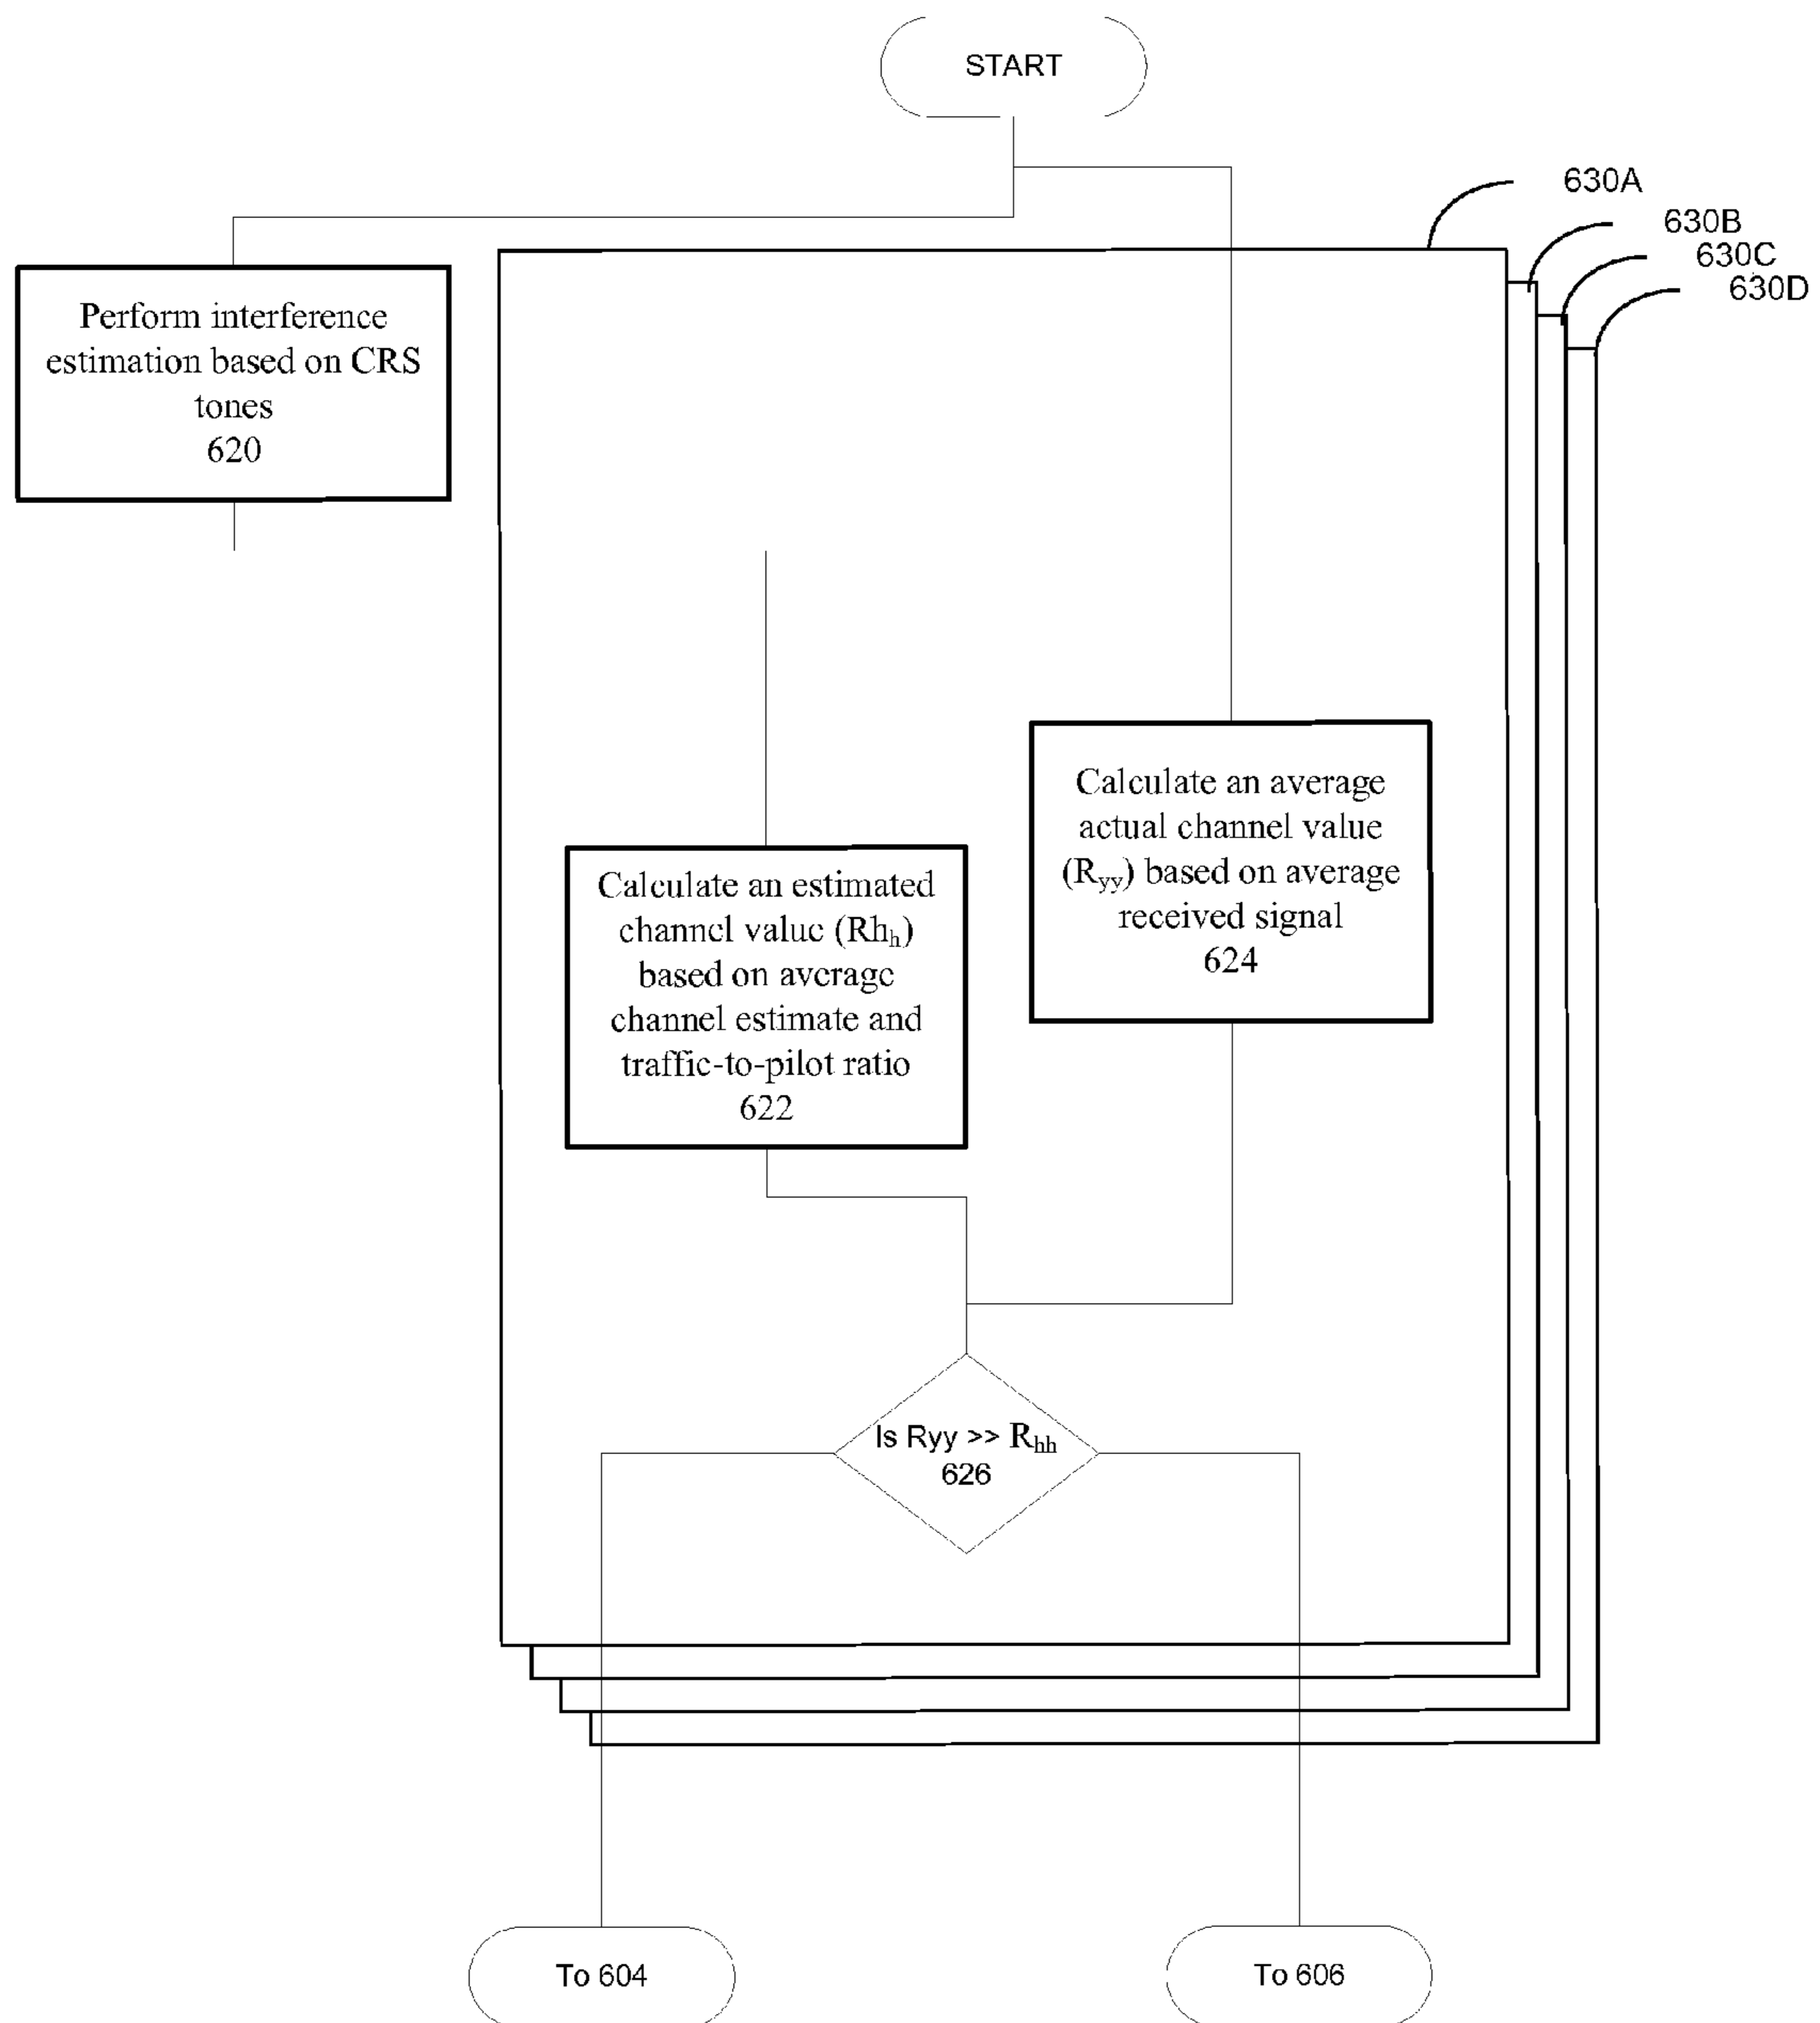 START
630A
630B
630C
630D
Perform interference
estimation based on CRS
tones
620
Calculate an average
actual channel value
(Ryy) based on average
received signal
624
Calculate an estimated
channel value (Rhh)
based on average
channel estimate and
traffic-to-pilot ratio
622
Is Ryy >> Rhh
626
To 604
To 606